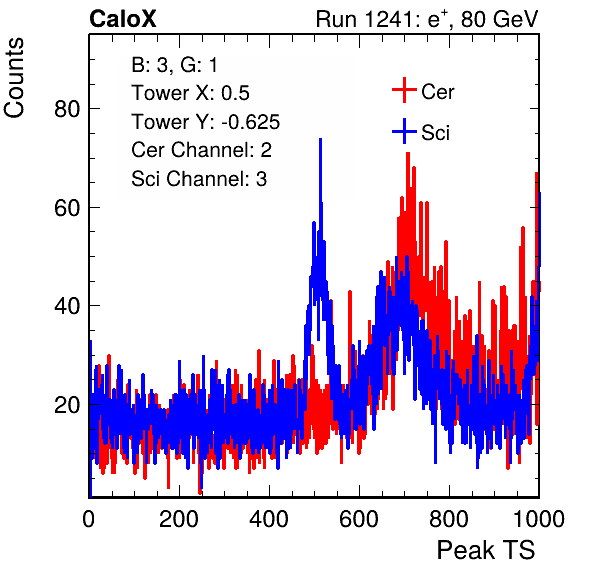 CaloX Run 1241: e⁺, 80 GeV
Counts
B: 3, G: 1
Tower X: 0.5
Tower Y: -0.625
Cer Channel: 2
Sci Channel: 3
Cer
Sci
80
60
40
20
0 200 400 600 800 1000
Peak TS